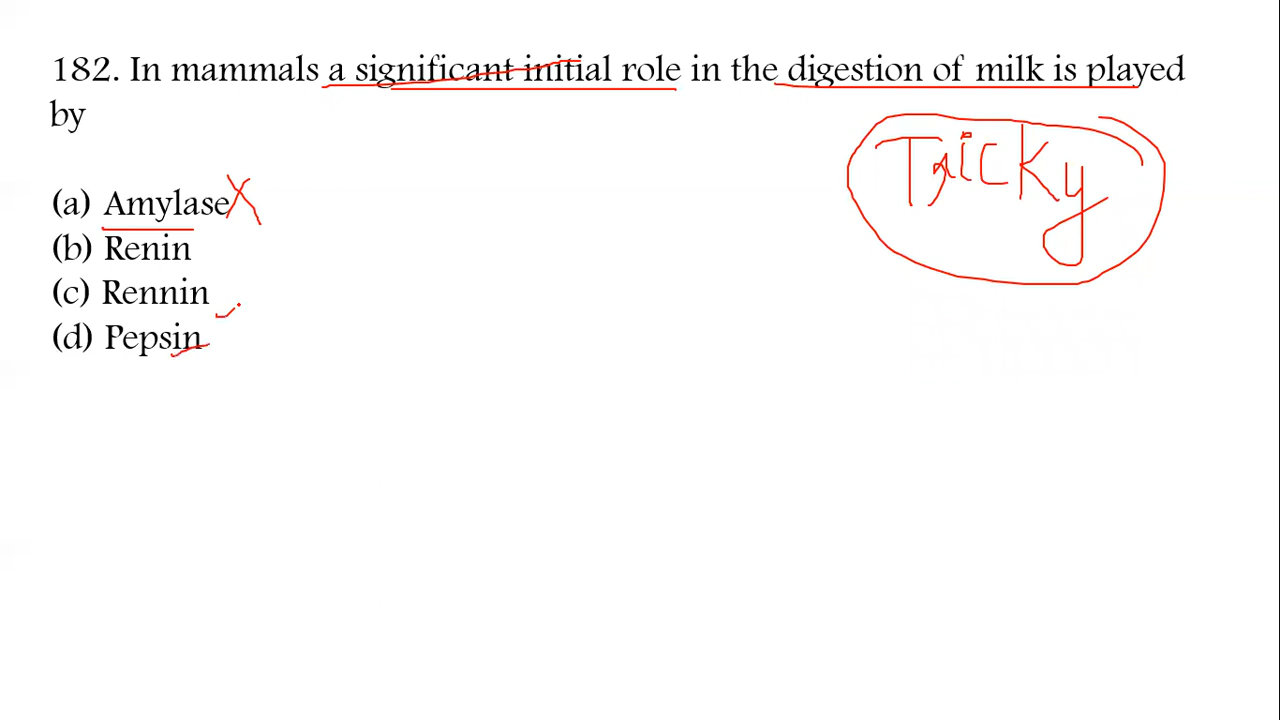 182. In mammals a significant initial role in the digestion of milk is played
by
Tricky
(a) Amylase X
(b) Renin
(c) Rennin
(d) Pepsin